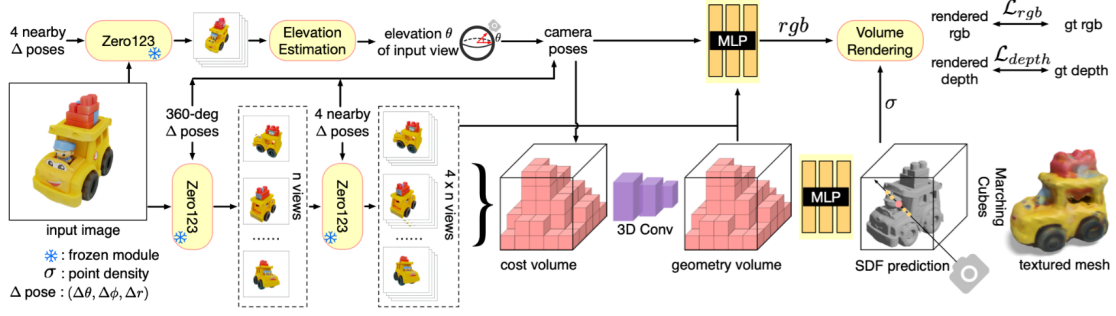 4 nearby
Δ poses
Zero123
Elevation
Estimation
elevation θ
of input view
θ
camera
poses
MLP
rgb
Volume
Rendering
rendered
rgb
ℒrgb
gt rgb
rendered
depth
ℒdepth
gt depth
σ
360-deg
Δ poses
4 nearby
Δ poses
Zero123
n views
......
Zero123
4 x n views
......
input image
cost volume
3D Conv
geometry volume
MLP
SDF prediction
Marching
Cubes
textured mesh
: frozen module
σ : point density
Δ pose : (Δθ, Δϕ, Δr)